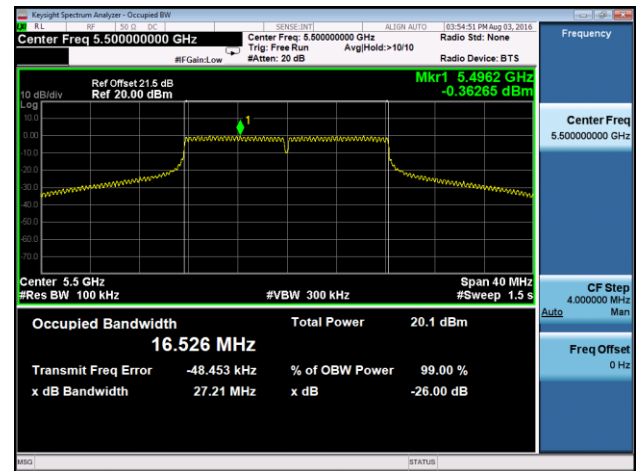 Keysight Spectrum Analyzer - Occupied BW
RL RF 50 Ω DC SENSE:INT ALIGN AUTO 03:54:51 PM Aug 03, 2016
Center Freq 5.500000000 GHz
Center Freq: 5.500000000 GHz Radio Std: None
Trig: Free Run Avg|Hold:>10/10
#IFGain:Low #Atten: 20 dB Radio Device: BTS
Ref Offset 21.5 dB
Mkr1 5.4962 GHz
10 dB/div Ref 20.00 dBm -0.36265 dBm
Log
10.0
1
0.00
-10.0
-20.0
-30.0
-40.0
-50.0
-60.0
-70.0
Center 5.5 GHz Span 40 MHz
#Res BW 100 kHz #VBW 300 kHz #Sweep 1.5 s
Occupied Bandwidth Total Power 20.1 dBm
16.526 MHz
Transmit Freq Error -48.453 kHz % of OBW Power 99.00 %
x dB Bandwidth 27.21 MHz x dB -26.00 dB
MSG STATUS
Frequency
Center Freq
5.500000000 GHz
CF Step
4.000000 MHz
Auto Man
Freq Offset
0 Hz